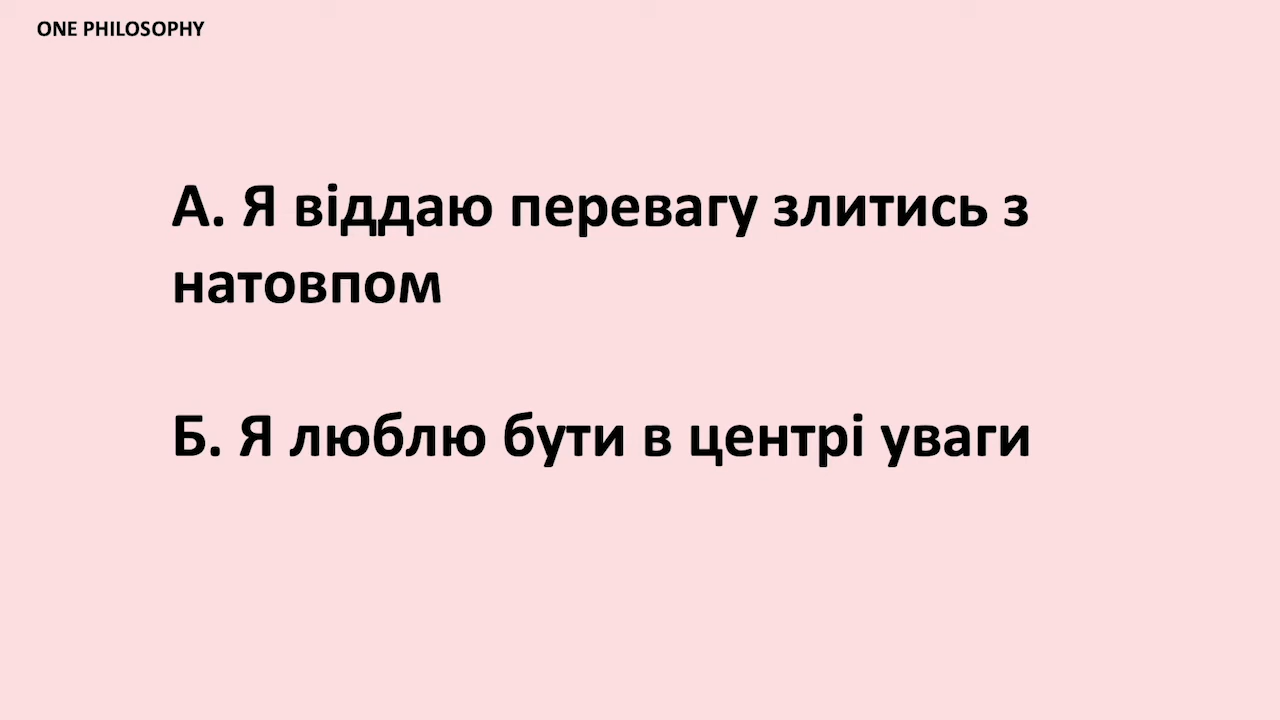 ONE PHILOSOPHY
А. Я віддаю перевагу злитись з
натовпом
Б. Я люблю бути в центрі уваги